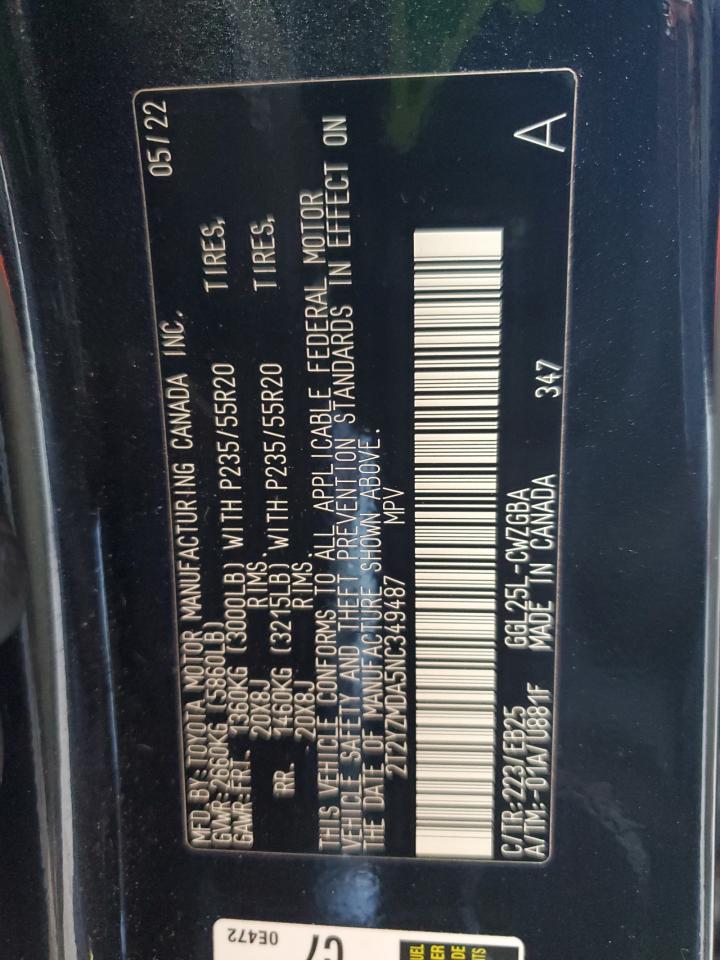 MFD BY:TOYOTA MOTOR MANUFACTURING CANADA INC. 05/22
GVWR:2660KG (5860LB)
GAWR:FRT. 1360KG (3000LB) WITH P235/55R20 TIRES,
20X8J RIMS.
RR. 1460KG (3215LB) WITH P235/55R20 TIRES,
20X8J RIMS.
THIS VEHICLE CONFORMS TO ALL APPLICABLE FEDERAL MOTOR
VEHICLE SAFETY AND THEFT PREVENTION STANDARDS IN EFFECT ON
THE DATE OF MANUFACTURE SHOWN ABOVE.
2T2YZMDA5NC349487 MPV
C/TR:223/EB25 GGL25L-CWZGBA
A/TM:-01A/U881F MADE IN CANADA 347 A
0E472